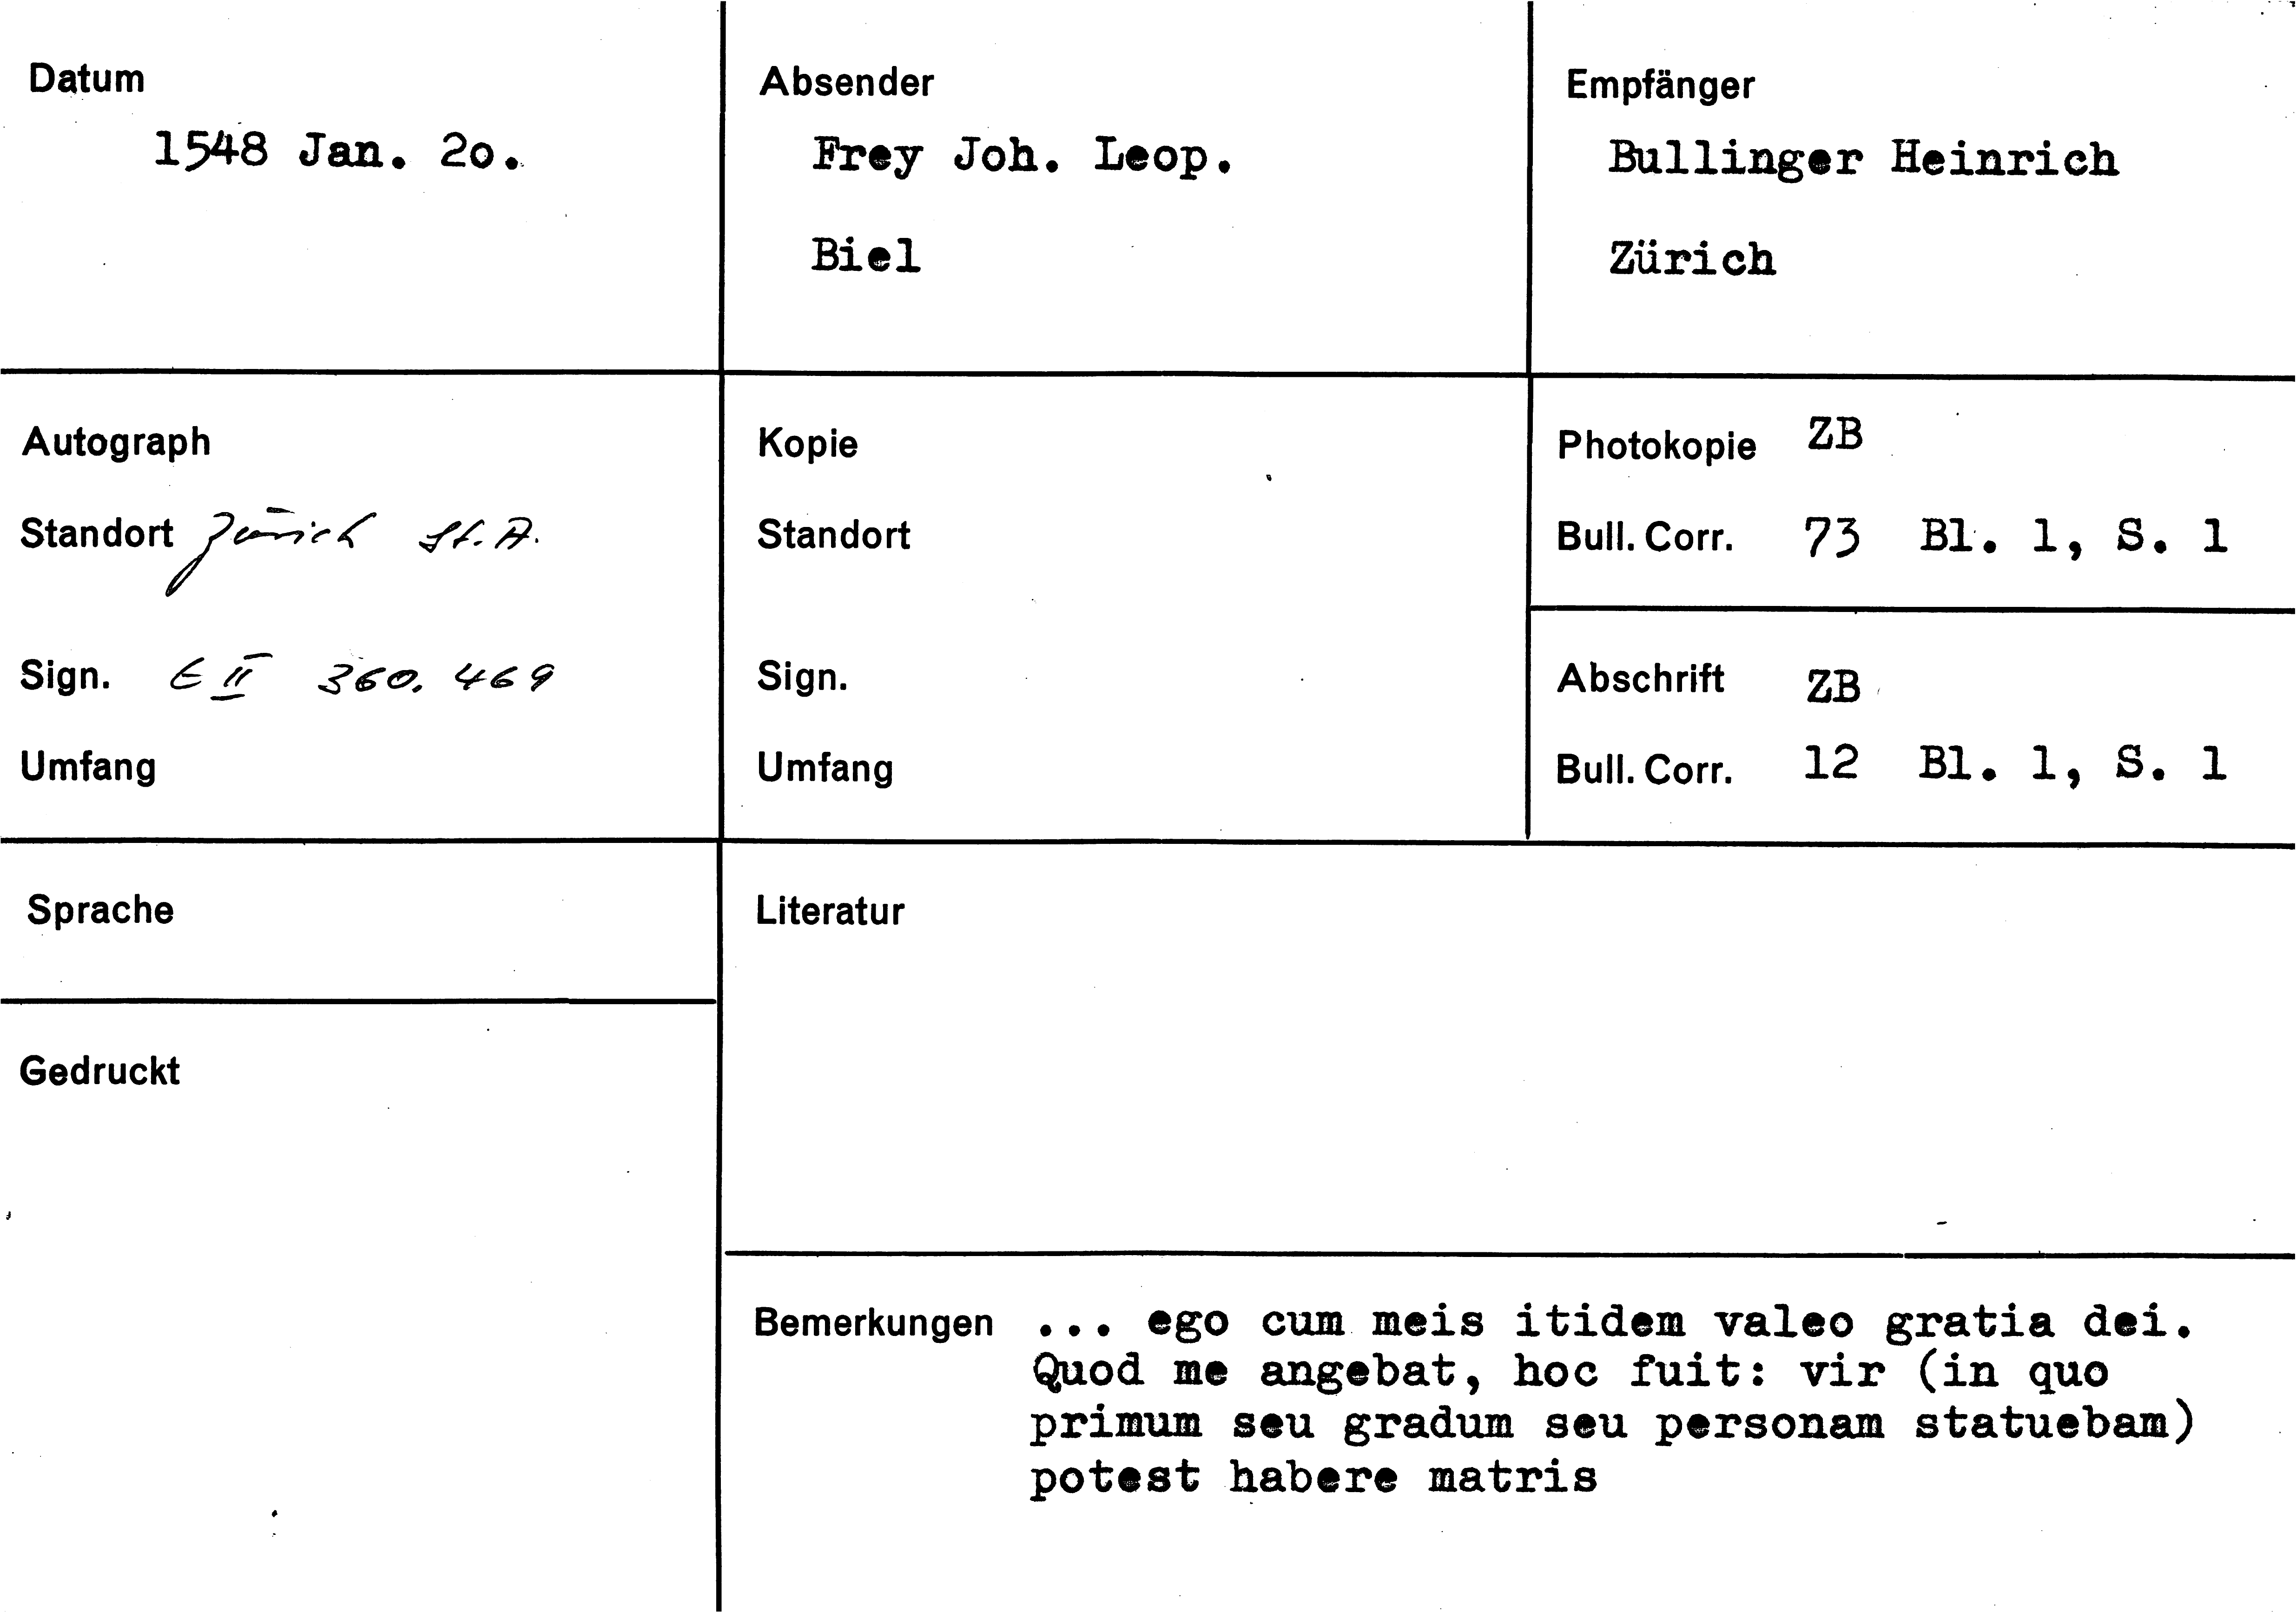 Datum
1548 Jan. 2o.
Absender
Frey Joh. Leop.
Biel
Empfänger
Bullinger Heinrich
Zürich
Autograph
Standort Zürich St. A.
Sign. E II 360. 469
Umfang
Kopie
Standort
Sign.
Umfang
Photokopie ZB
Bull. Corr. 73 Bl. 1, S. 1
Abschrift ZB
Bull. Corr. 12 Bl. 1, S. 1
Sprache
Gedruckt
Literatur
Bemerkungen ... ego cum meis itidem valeo gratia dei.
Quod me angebat, hoc fuit: vir (in quo
primum seu gradum seu personam statuebam)
potest habere matris